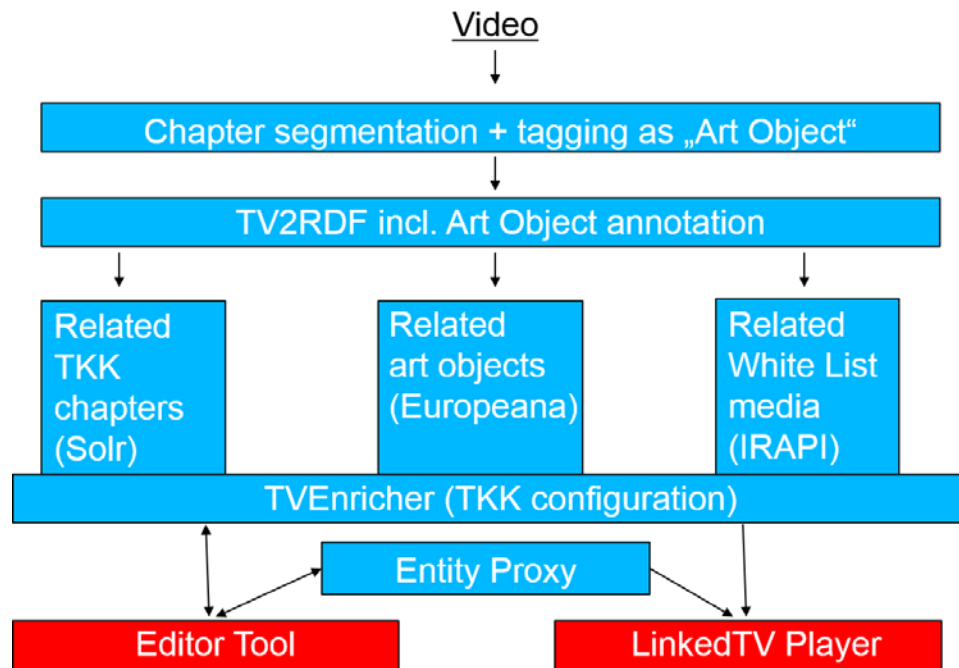 Video
Chapter segmentation + tagging as „Art Object“
TV2RDF incl. Art Object annotation
Related
TKK
chapters
(Solr)
Related
art objects
(Europeana)
Related
White List
media
(IRAPI)
TVEnricher (TKK configuration)
Entity Proxy
Editor Tool
LinkedTV Player